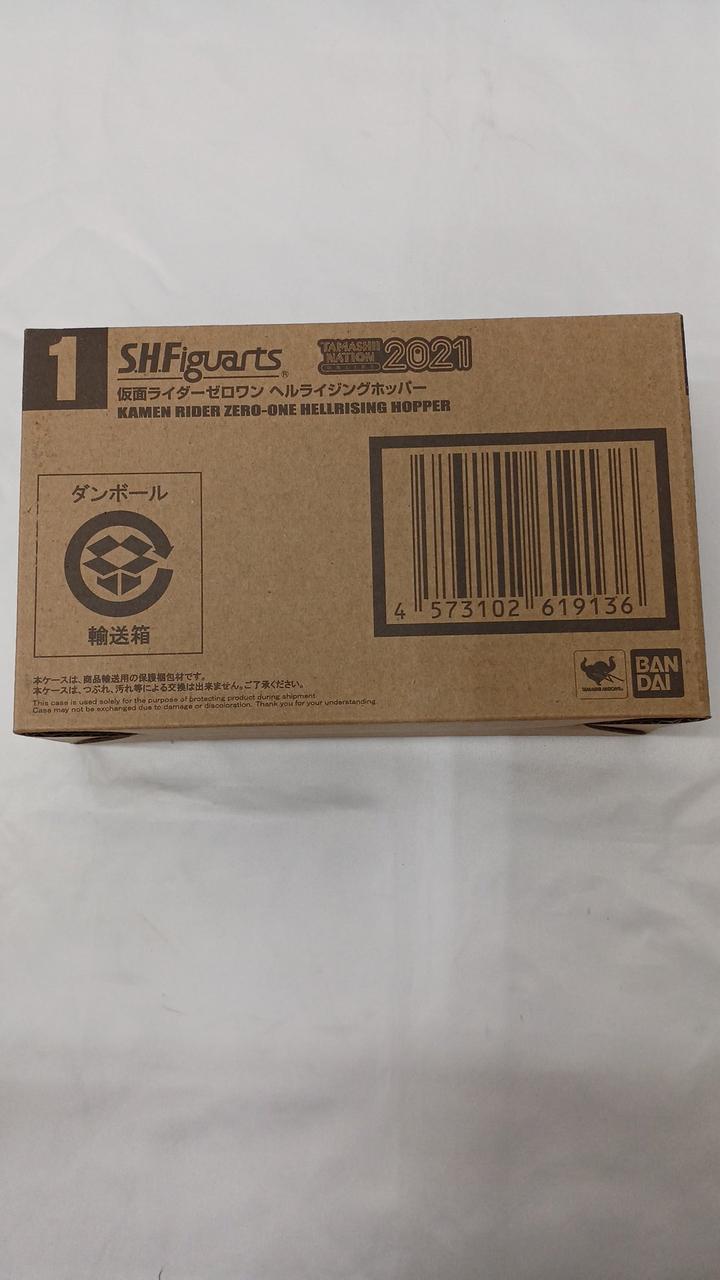 1
S.H.Figuarts®
TAMASHII
NATION
ONLINE
2021
仮面ライダーゼロワン ヘルライジングホッパー
KAMEN RIDER ZERO-ONE HELLRISING HOPPER
ダンボール
輸送箱
4 573102 619136
本ケースは、商品輸送用の保護梱包材です。
本ケースは、つぶれ、汚れ等による交換は出来ません。ご了承ください。
This case is used solely for the purpose of protecting product during shipment.
Case may not be exchanged due to damage or discoloration. Thank you for your understanding.
TAMASHII NATIONS
BAN
DAI